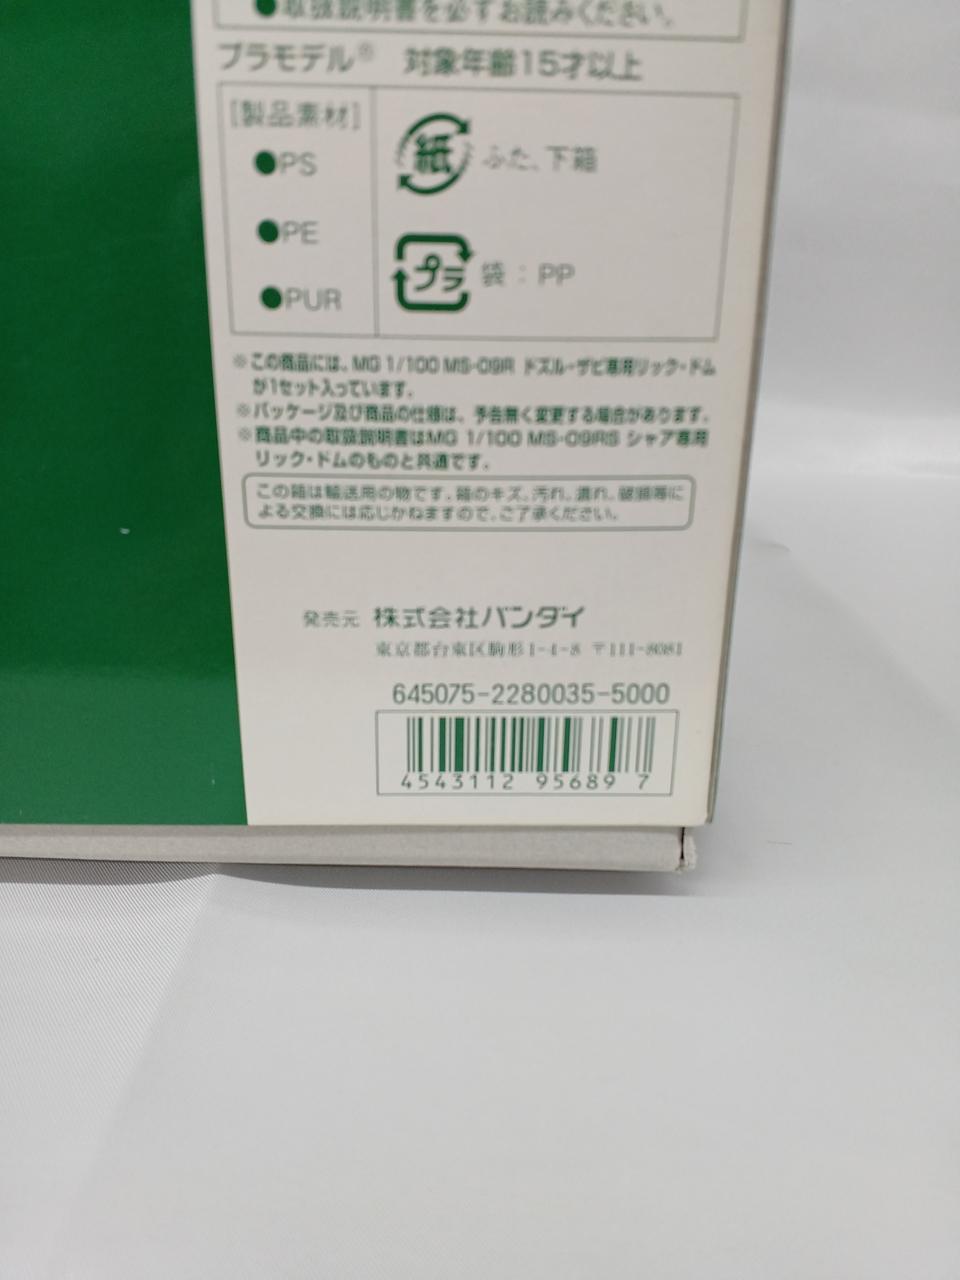 ●取扱説明書を必ずお読みください。
プラモデル® 対象年齢15才以上
[製品素材]
●PS
●PE
●PUR
紙 ふた、下箱
プラ 袋：PP
※この商品には、MG 1/100 MS-09R ドズル・ザビ専用リック・ドム
が1セット入っています。
※パッケージ及び商品の仕様は、予告無く変更する場合があります。
※商品中の取扱説明書はMG 1/100 MS-09RS シャア専用
リック・ドムのものと共通です。
この箱は輸送用の物です。箱のキズ、汚れ、潰れ、破損等に
よる交換には応じかねますので、ご了承ください。
発売元 株式会社バンダイ
東京都台東区駒形1-4-8 〒111-8081
645075-2280035-5000
4543112 95689 7